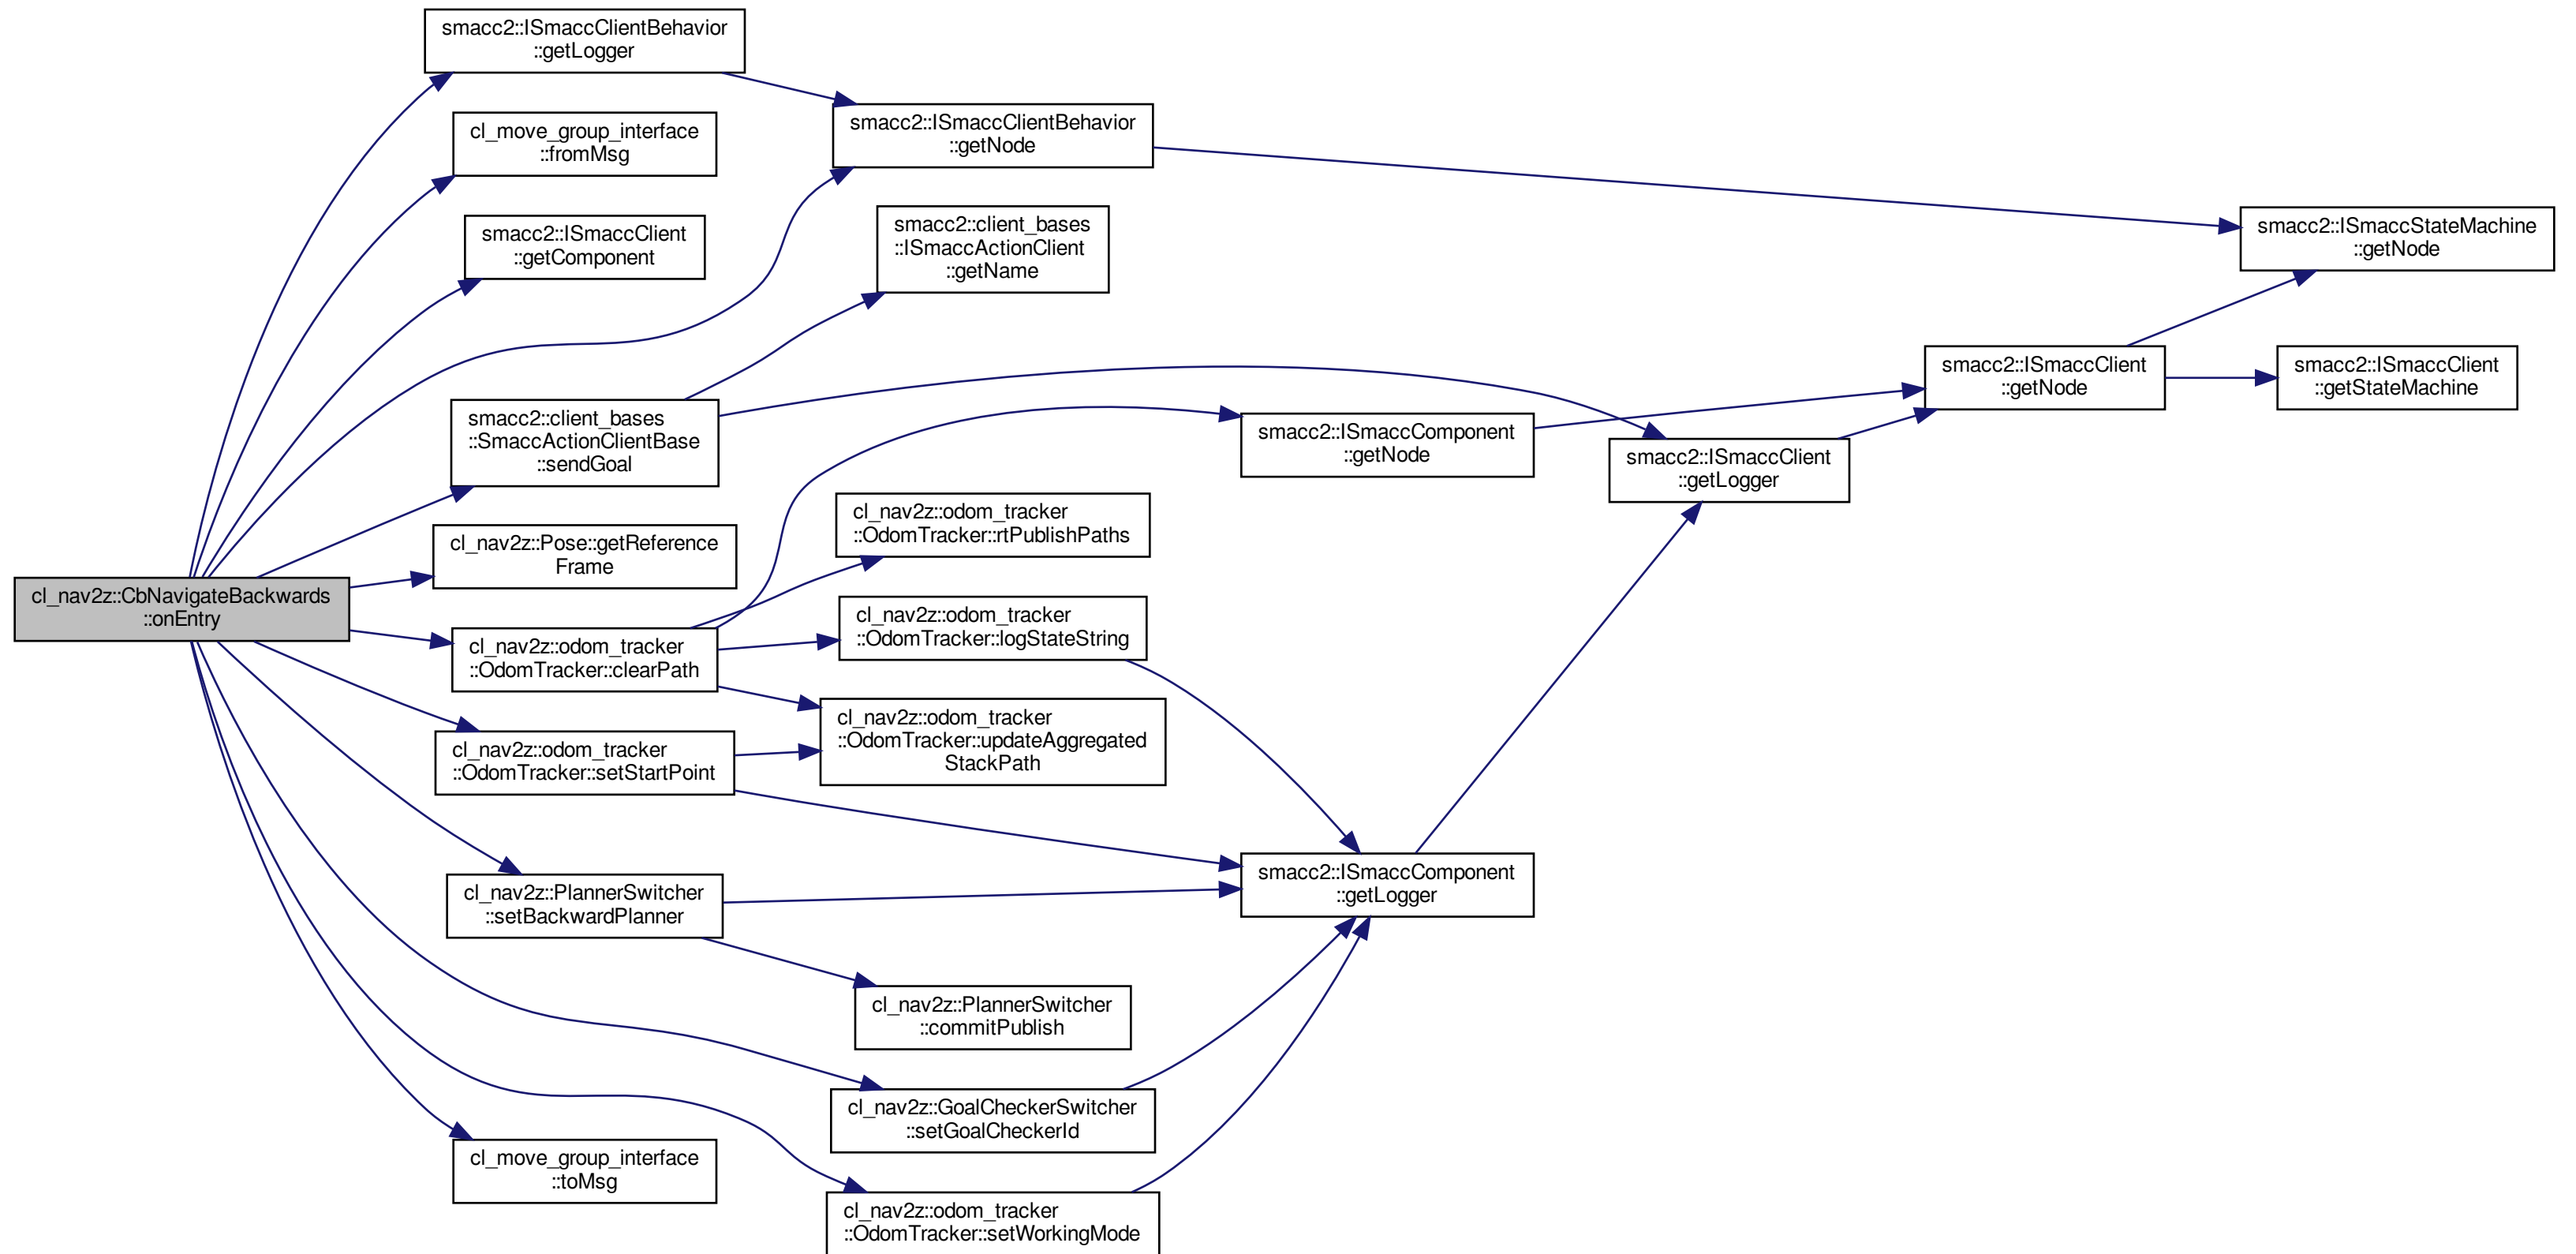 smacc2::ISmaccClientBehavior
::getLogger
cl_move_group_interface
::fromMsg
smacc2::ISmaccClientBehavior
::getNode
smacc2::ISmaccClient
::getComponent
smacc2::client_bases
::ISmaccActionClient
::getName
smacc2::ISmaccStateMachine
::getNode
smacc2::client_bases
::SmaccActionClientBase
::sendGoal
smacc2::ISmaccComponent
::getNode
smacc2::ISmaccClient
::getLogger
smacc2::ISmaccClient
::getNode
smacc2::ISmaccClient
::getStateMachine
cl_nav2z::Pose::getReference
Frame
cl_nav2z::odom_tracker
::OdomTracker::rtPublishPaths
cl_nav2z::CbNavigateBackwards
::onEntry
cl_nav2z::odom_tracker
::OdomTracker::clearPath
cl_nav2z::odom_tracker
::OdomTracker::logStateString
cl_nav2z::odom_tracker
::OdomTracker::setStartPoint
cl_nav2z::odom_tracker
::OdomTracker::updateAggregated
StackPath
cl_nav2z::PlannerSwitcher
::setBackwardPlanner
smacc2::ISmaccComponent
::getLogger
cl_nav2z::PlannerSwitcher
::commitPublish
cl_nav2z::GoalCheckerSwitcher
::setGoalCheckerId
cl_move_group_interface
::toMsg
cl_nav2z::odom_tracker
::OdomTracker::setWorkingMode